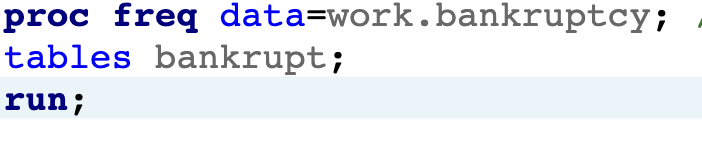 proc freq data=work.bankruptcy; /
tables bankrupt;
run;